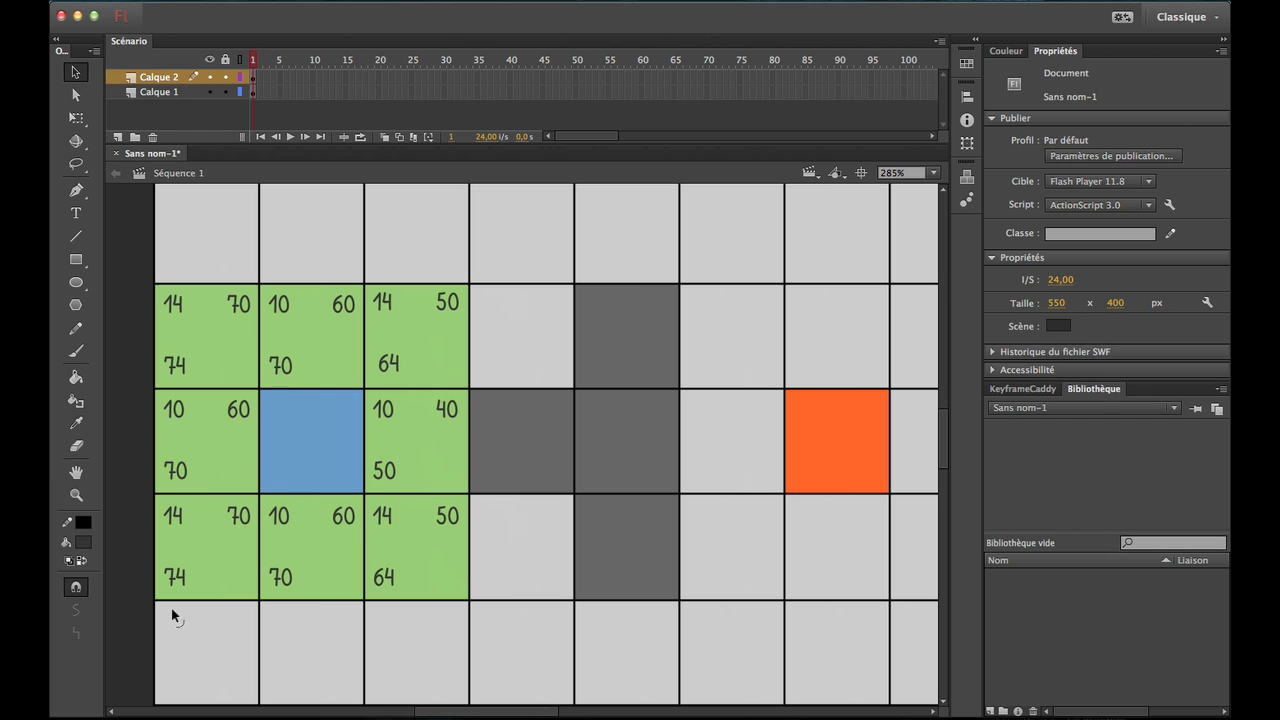 Fl
Classique
O...
Scénario
Couleur
Propriétés
1 5 10 15 20 25 30 35 40 45 50 55 60 65 70 75 80 85 90 95 100
Calque 2
Calque 1
1 24,00 i/s 0,0 s
Sans nom-1*
Séquence 1
285%
Fl
Document
Sans nom-1
Publier
Profil : Par défaut
Paramètres de publication...
Cible : Flash Player 11.8
Script : ActionScript 3.0
Classe :
Propriétés
I/S : 24,00
Taille : 550 x 400 px
Scène :
Historique du fichier SWF
Accessibilité
KeyframeCaddy
Bibliothèque
Sans nom-1
Bibliothèque vide
Nom
Liaison
14 70 10 60 14 50
74 70 64
10 60 10 40
70 50
14 70 10 60 14 50
74 70 64
T